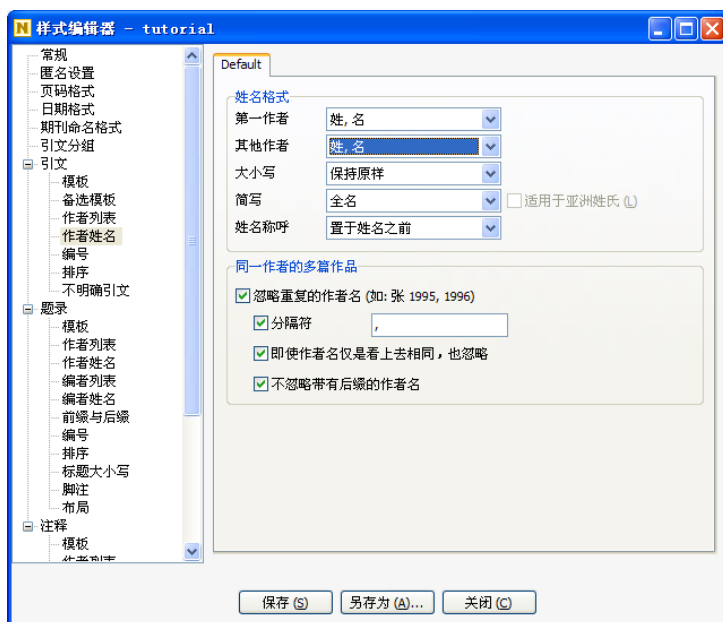 N 样式编辑器 - tutorial
常规
匿名设置
页码格式
日期格式
期刊命名格式
引文分组
引文
模板
备选模板
作者列表
作者姓名
编号
排序
不明确引文
题录
模板
作者列表
作者姓名
编者列表
编者姓名
前缀与后缀
编号
排序
标题大小写
脚注
布局
注释
模板
作者列表
Default
姓名格式
第一作者 姓, 名
其他作者 姓, 名
大小写 保持原样
简写 全名 适用于亚洲姓氏 (L)
姓名称呼 置于姓名之前
同一作者的多篇作品
忽略重复的作者名 (如: 张 1995, 1996)
分隔符 ,
即使作者名仅是看上去相同，也忽略
不忽略带有后缀的作者名
保存 (S) 另存为 (A)... 关闭 (C)